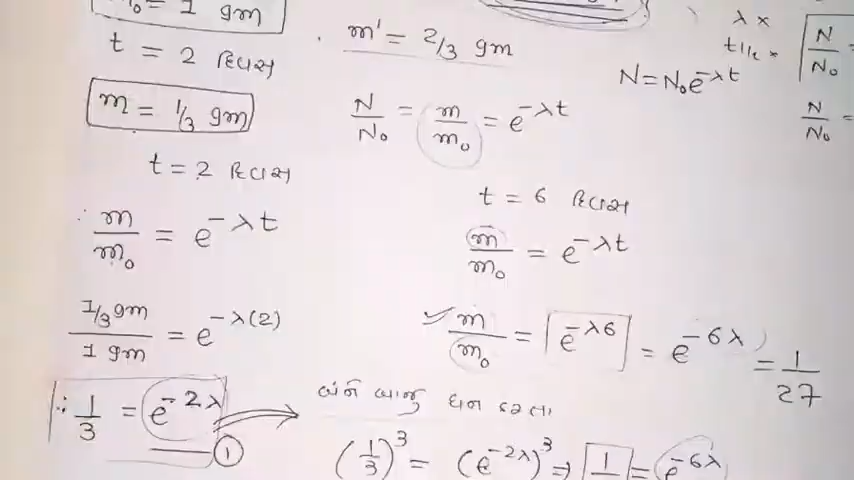 m₀ = 1 gm
t = 2 દિવસ
m = 1/3 gm
t = 2 દિવસ
∴ m/m₀ = e^-λt
(1/3 gm)/(1 gm) = e^-λ(2)
∴ 1/3 = e^-2λ
①
m' = 2/3 gm
N/N₀ = m/m₀ = e^-λt
t = 6 દિવસ
m/m₀ = e^-λt
✓ m/m₀ = e^-λ6 = e^-6λ = 1/27
બંને બાજુ ઘન કરતા
(1/3)^3 = (e^-2λ)^3 ⇒ 1 = e^-6λ
λ ×
t1/2 ×
N = N₀e^-λt
N/N₀ =
N/N₀ =